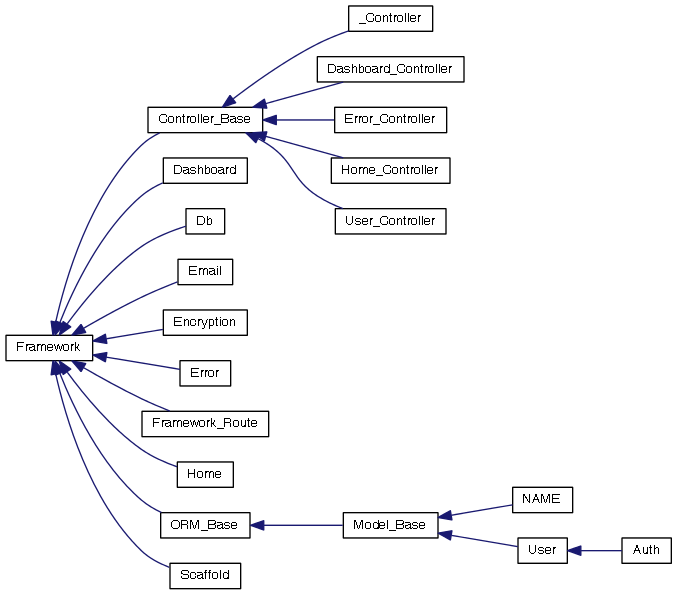 _Controller
Dashboard_Controller
Controller_Base
Error_Controller
Dashboard
Home_Controller
Db
User_Controller
Email
Encryption
Framework
Error
Framework_Route
Home
NAME
ORM_Base
Model_Base
User
Auth
Scaffold